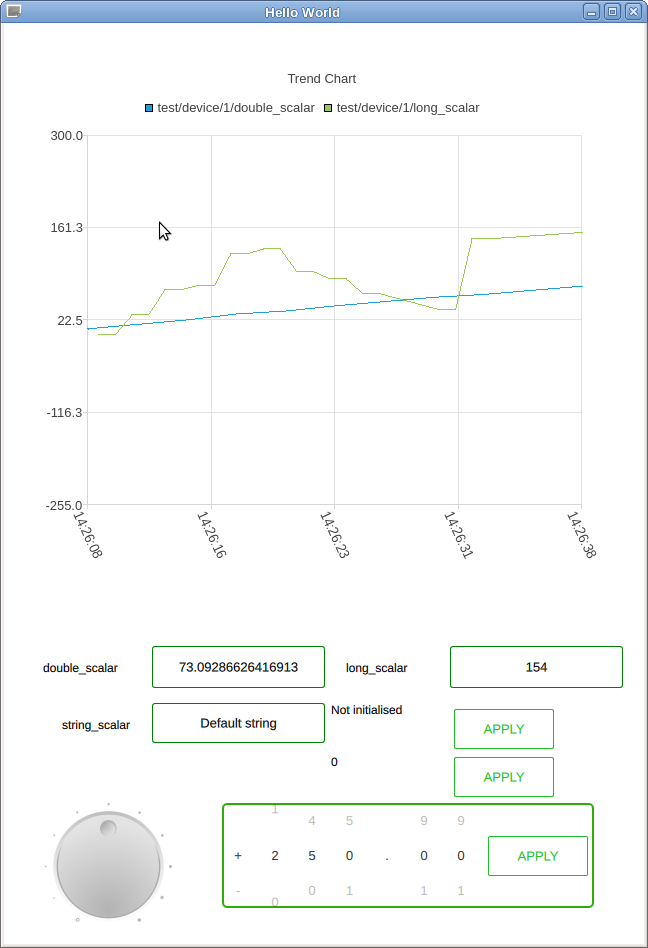 Hello World
Trend Chart
test/device/1/double_scalar test/device/1/long_scalar
300.0
161.3
22.5
-116.3
-255.0
14:26:08 14:26:16 14:26:23 14:26:31 14:26:38
double_scalar 73.09286626416913 long_scalar 154
string_scalar Default string Not initialised APPLY
0 APPLY
1 4 5 9 9
+ 2 5 0 . 0 0 APPLY
- 0 0 1 1 1